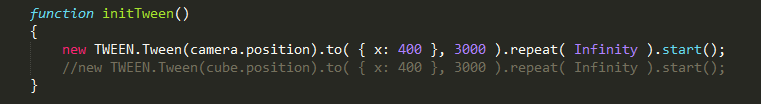 function initTween()
{
new TWEEN.Tween(camera.position).to( { x: 400 }, 3000 ).repeat( Infinity ).start();
//new TWEEN.Tween(cube.position).to( { x: 400 }, 3000 ).repeat( Infinity ).start();
}